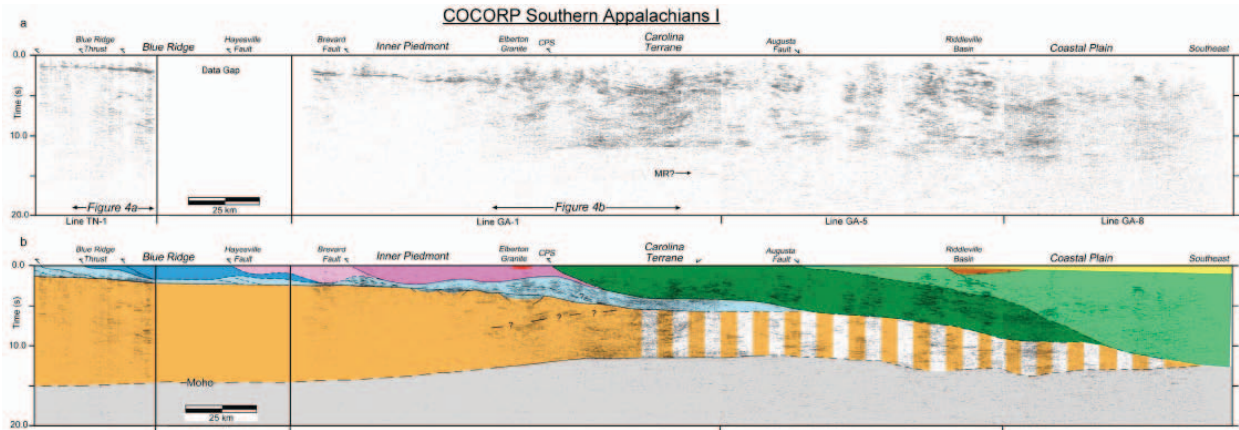 COCORP Southern Appalachians I
a
Blue Ridge Thrust
Blue Ridge
Hayesville Fault
Brevard Fault
Inner Piedmont
Elberton Granite
CPS
Carolina Terrane
Augusta Fault
Riddleville Basin
Coastal Plain
Southeast
0.0
Time (s)
10.0
20.0
Data Gap
MR?
Figure 4a
25 km
Figure 4b
Line TN-1
Line GA-1
Line GA-5
Line GA-8
b
Blue Ridge Thrust
Blue Ridge
Hayesville Fault
Brevard Fault
Inner Piedmont
Elberton Granite
CPS
Carolina Terrane
Augusta Fault
Riddleville Basin
Coastal Plain
Southeast
0.0
Time (s)
10.0
20.0
? ? ?
Moho
25 km